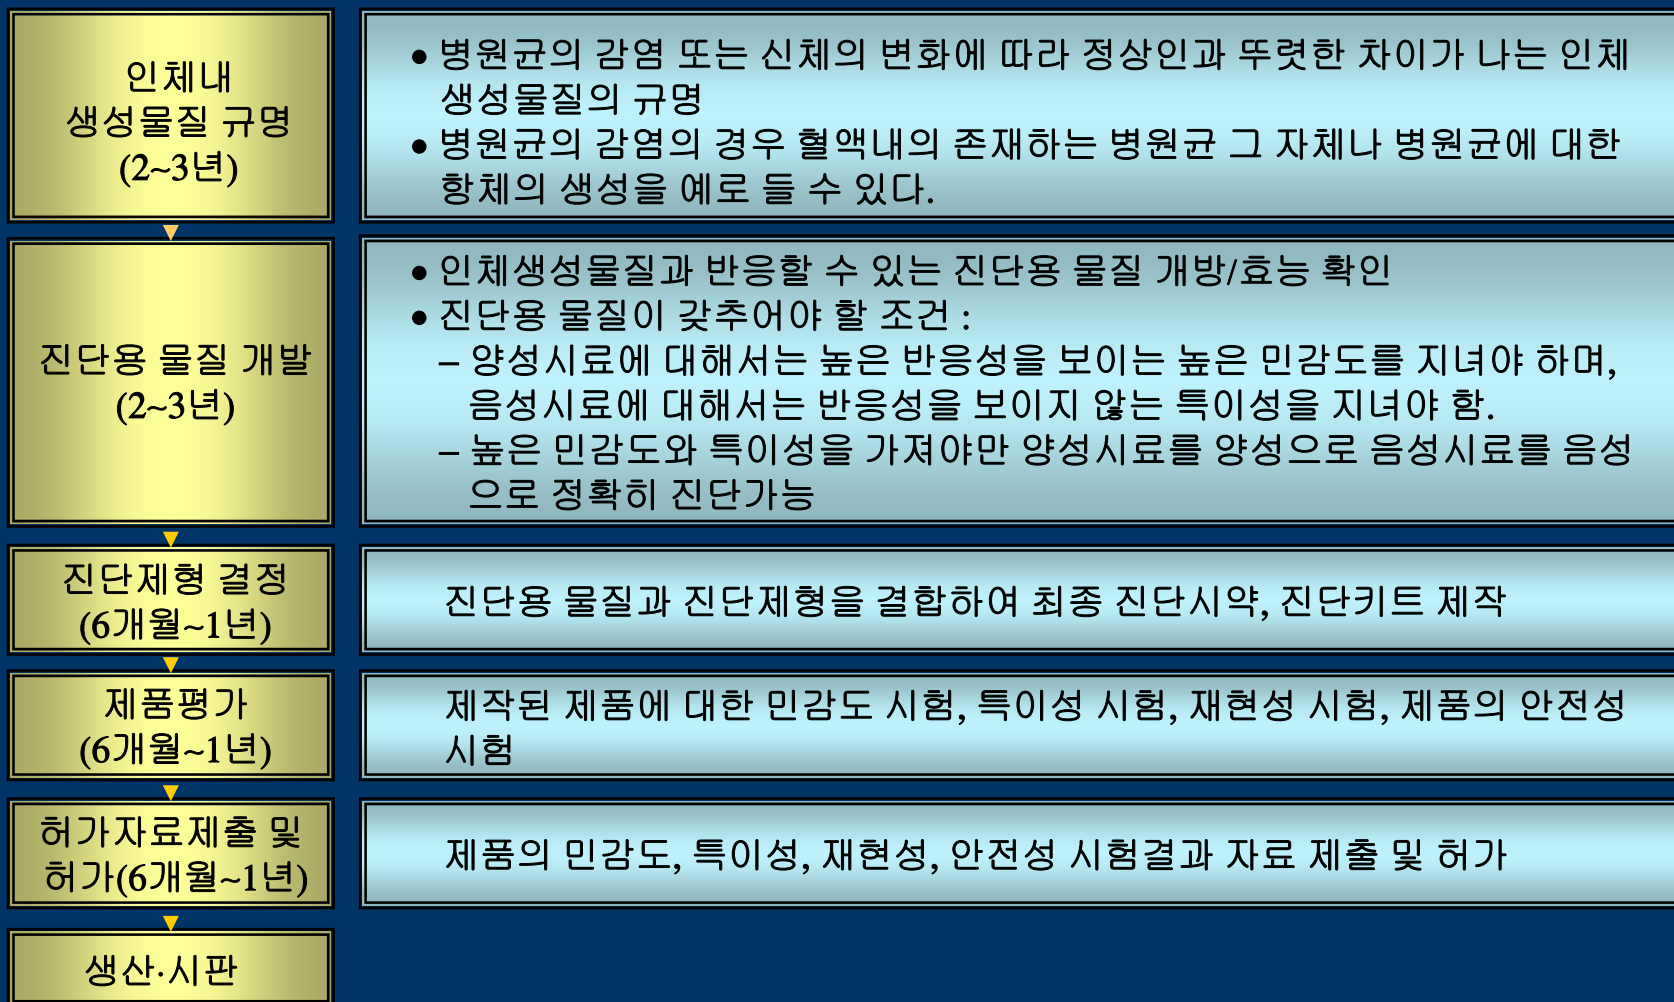 인체내
생성물질 규명
(2~3년)
• 병원균의 감염 또는 신체의 변화에 따라 정상인과 뚜렷한 차이가 나는 인체
생성물질의 규명
• 병원균의 감염의 경우 혈액내의 존재하는 병원균 그 자체나 병원균에 대한
항체의 생성을 예로 들 수 있다.
진단용 물질 개발
(2~3년)
• 인체생성물질과 반응할 수 있는 진단용 물질 개방/효능 확인
• 진단용 물질이 갖추어야 할 조건 :
– 양성시료에 대해서는 높은 반응성을 보이는 높은 민감도를 지녀야 하며,
음성시료에 대해서는 반응성을 보이지 않는 특이성을 지녀야 함.
– 높은 민감도와 특이성을 가져야만 양성시료를 양성으로 음성시료를 음성
으로 정확히 진단가능
진단제형 결정
(6개월~1년)
진단용 물질과 진단제형을 결합하여 최종 진단시약, 진단키트 제작
제품평가
(6개월~1년)
제작된 제품에 대한 민감도 시험, 특이성 시험, 재현성 시험, 제품의 안전성
시험
허가자료제출 및
허가(6개월~1년)
제품의 민감도, 특이성, 재현성, 안전성 시험결과 자료 제출 및 허가
생산·시판